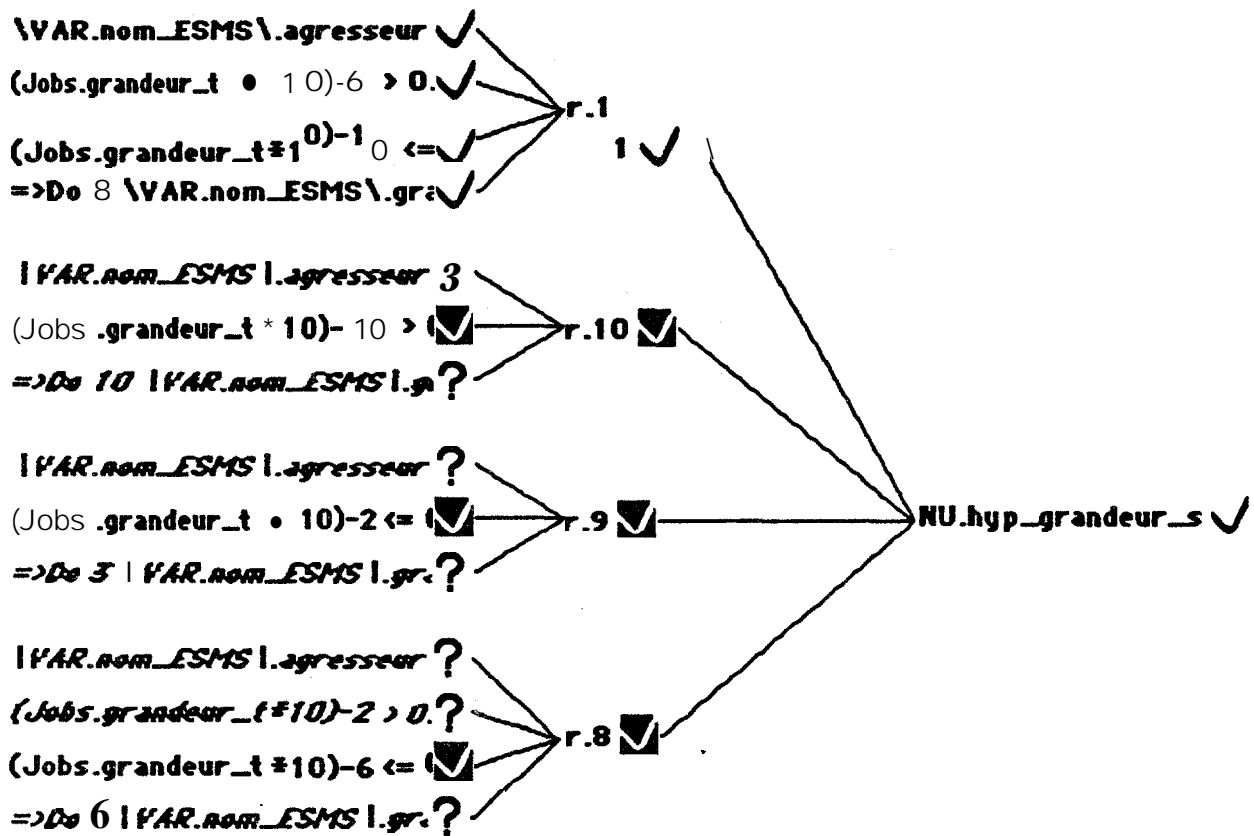 \VAR.nom_ESMS\.agresseur
(Jobs.grandeur_t • 10)-6 > 0.
r.1
(Jobs.grandeur_t*10)-10 <=
1
=>Do 8 \VAR.nom_ESMS\.gra
|VAR.nom_ESMS|.agresseur 3
(Jobs .grandeur_t * 10)- 10 > 
r.10
=>Do 10 |VAR.nom_ESMS|.g ?
|VAR.nom_ESMS|.agresseur ?
(Jobs .grandeur_t • 10)-2 <= 
r.9
NU.hyp_grandeur_s
=>Do 3 | VAR.nom_ESMS|.gr. ?
|VAR.nom_ESMS|.agresseur ?
(Jobs.grandeur_t*10)-2 > 0. ?
r.8
(Jobs.grandeur_t *10)-6 <= 
=>Do 6 |VAR.nom_ESMS|.gr. ?